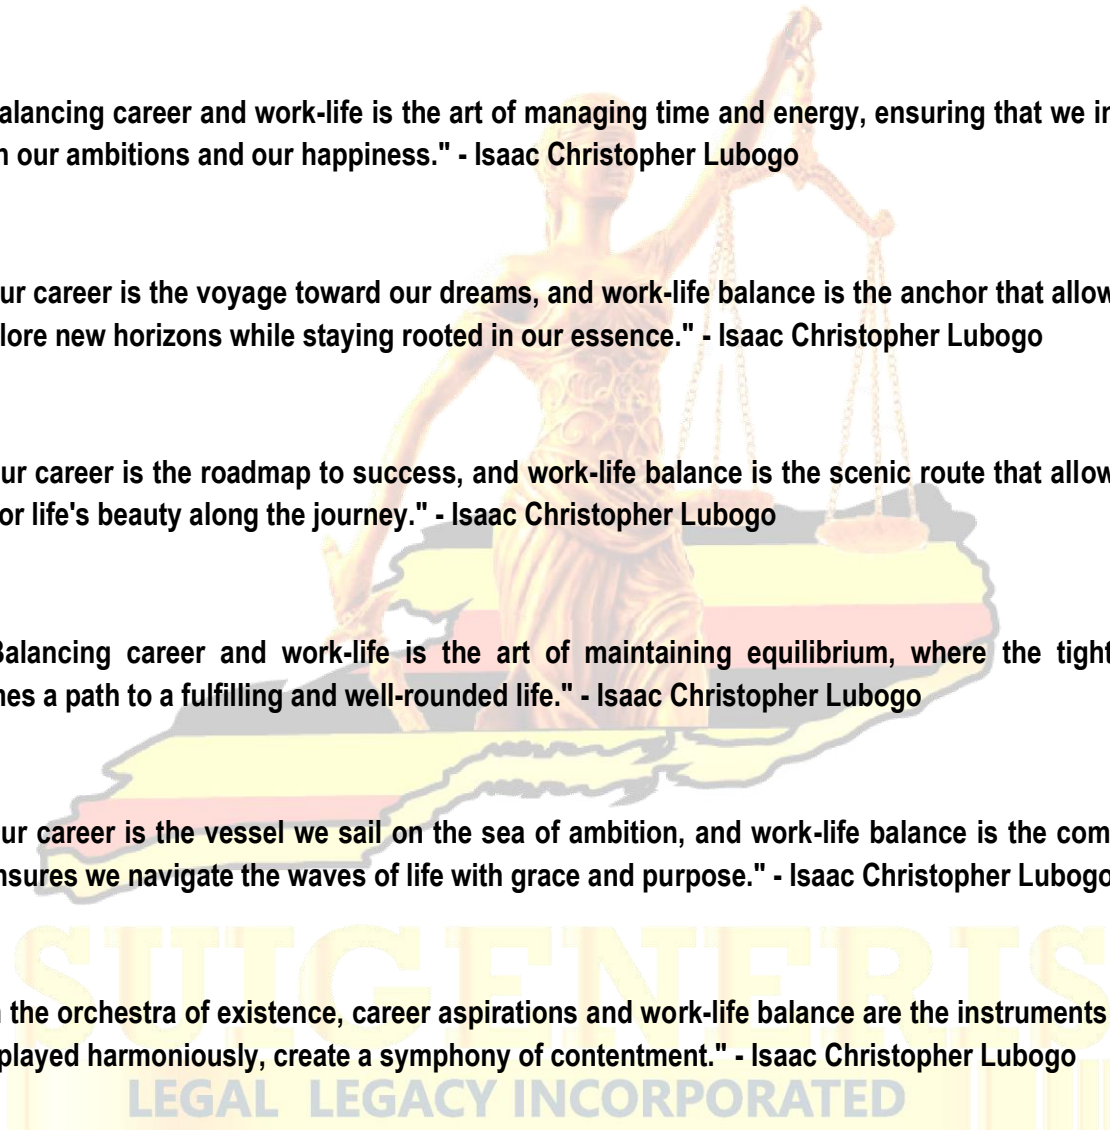 alancing career and work-life is the art of managing time and energy, ensuring that we in
n our ambitions and our happiness." - Isaac Christopher Lubogo
ur career is the voyage toward our dreams, and work-life balance is the anchor that allow
lore new horizons while staying rooted in our essence." - Isaac Christopher Lubogo
ur career is the roadmap to success, and work-life balance is the scenic route that allow
or life's beauty along the journey." - Isaac Christopher Lubogo
Balancing career and work-life is the art of maintaining equilibrium, where the tight
nes a path to a fulfilling and well-rounded life." - Isaac Christopher Lubogo
ur career is the vessel we sail on the sea of ambition, and work-life balance is the com
nsures we navigate the waves of life with grace and purpose." - Isaac Christopher Lubogo
n the orchestra of existence, career aspirations and work-life balance are the instruments
played harmoniously, create a symphony of contentment." - Isaac Christopher Lubogo
SUIGENERIS
LEGAL LEGACY INCORPORATED